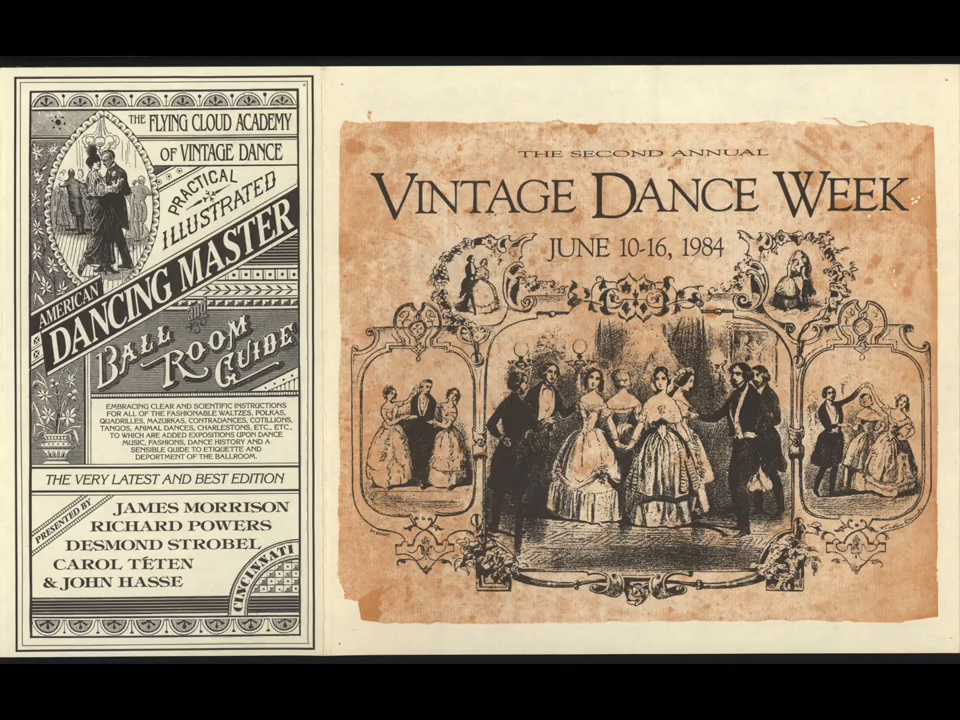 THE FLYING CLOUD ACADEMY
OF VINTAGE DANCE
PRACTICAL
ILLUSTRATED
AMERICAN
DANCING MASTER
AND
BALL
ROOM
GUIDE
EMBRACING CLEAR AND SCIENTIFIC INSTRUCTIONS
FOR ALL OF THE FASHIONABLE WALTZES, POLKAS,
QUADRILLES, MAZURKAS, CONTRADANCES, COTILLIONS,
TANGOS, ANIMAL DANCES, CHARLESTONS, ETC., ETC.,
TO WHICH ARE ADDED EXPOSITIONS UPON DANCE
MUSIC, FASHIONS, DANCE HISTORY AND A
SENSIBLE GUIDE TO ETIQUETTE AND
DEPORTMENT OF THE BALLROOM.
THE VERY LATEST AND BEST EDITION
PRESENTED BY
JAMES MORRISON
RICHARD POWERS
DESMOND STROBEL
CAROL TÉTEN
& JOHN HASSE
CINCINNATI
THE SECOND ANNUAL
VINTAGE DANCE WEEK
JUNE 10-16, 1984